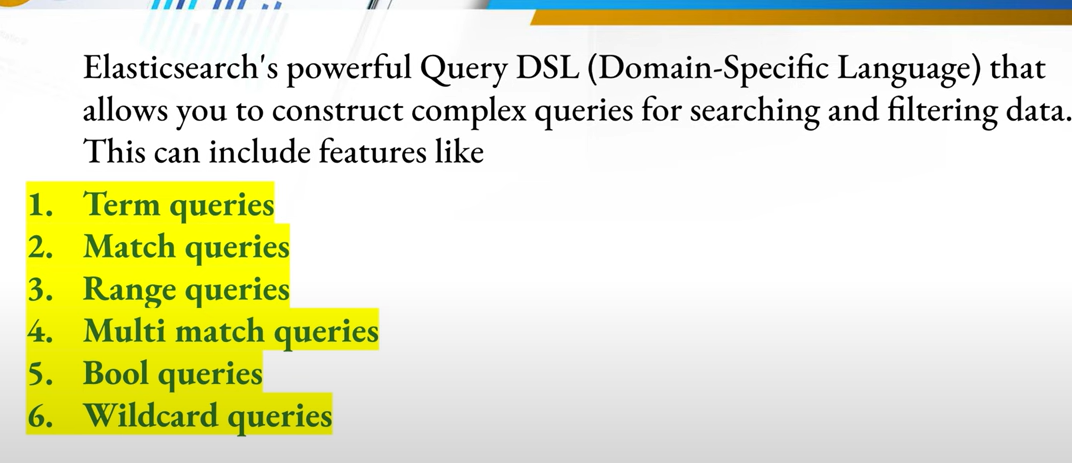 Elasticsearch's powerful Query DSL (Domain-Specific Language) that
allows you to construct complex queries for searching and filtering data.
This can include features like
1. Term queries
2. Match queries
3. Range queries
4. Multi match queries
5. Bool queries
6. Wildcard queries